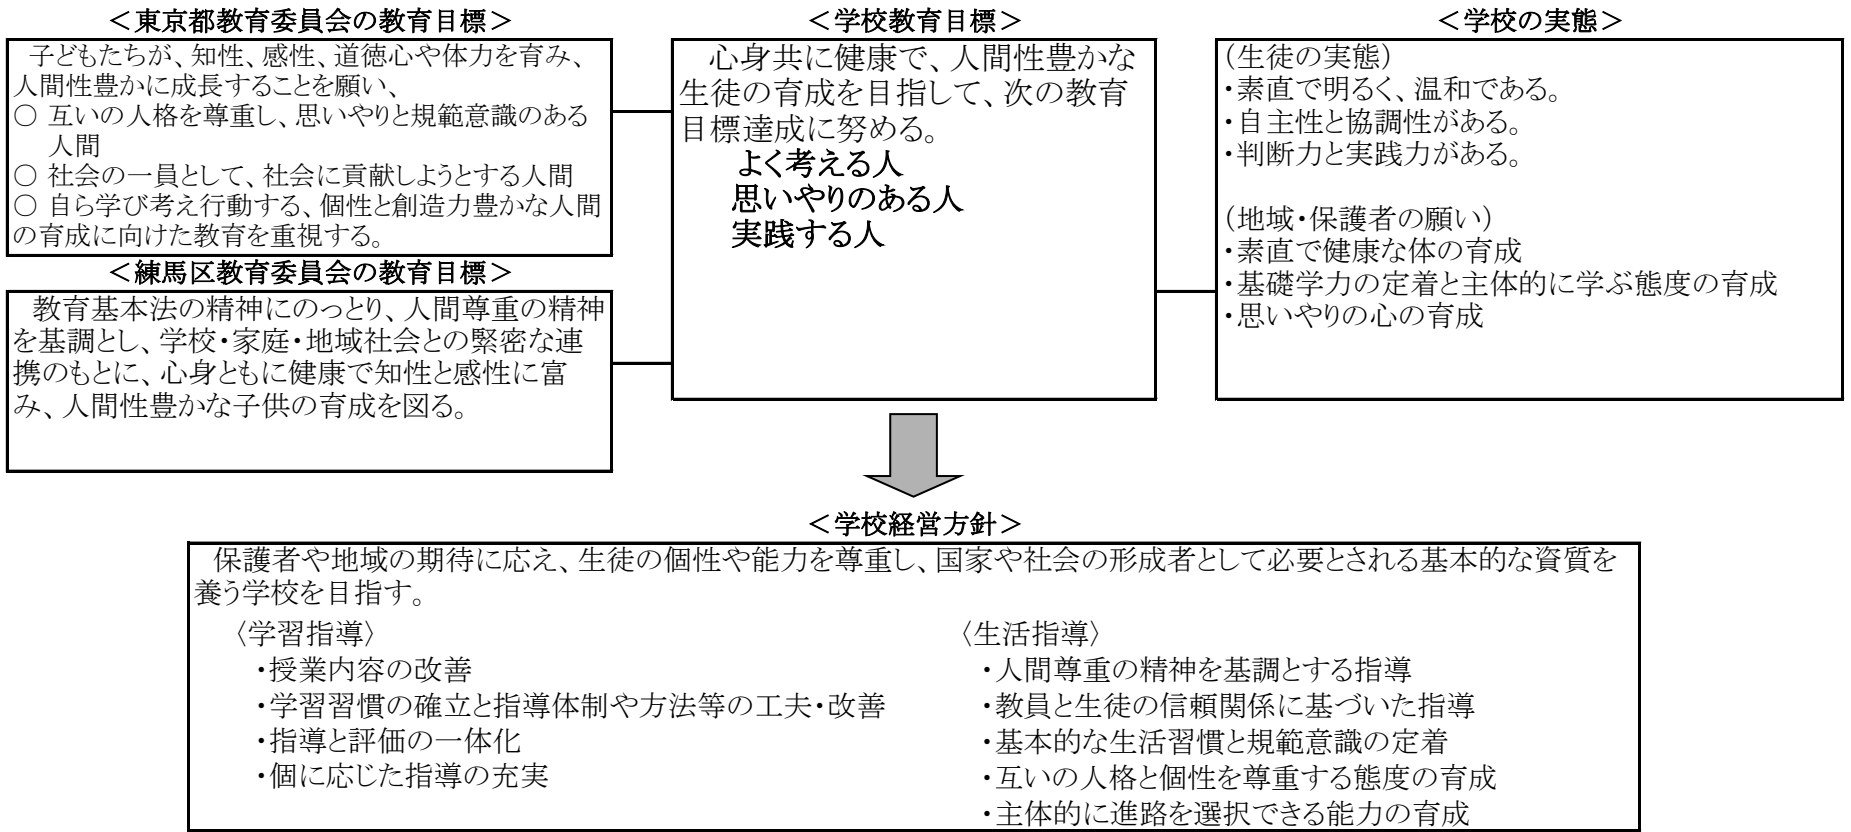 ＜東京都教育委員会の教育目標＞
子どもたちが、知性、感性、道徳心や体力を育み、
人間性豊かに成長することを願い、
○ 互いの人格を尊重し、思いやりと規範意識のある
人間
○ 社会の一員として、社会に貢献しようとする人間
○ 自ら学び考え行動する、個性と創造力豊かな人間
の育成に向けた教育を重視する。
＜練馬区教育委員会の教育目標＞
教育基本法の精神にのっとり、人間尊重の精神
を基調とし、学校・家庭・地域社会との緊密な連
携のもとに、心身ともに健康で知性と感性に富
み、人間性豊かな子供の育成を図る。
＜学校教育目標＞
心身共に健康で、人間性豊かな
生徒の育成を目指して、次の教育
目標達成に努める。
よく考える人
思いやりのある人
実践する人
＜学校の実態＞
（生徒の実態）
・素直で明るく、温和である。
・自主性と協調性がある。
・判断力と実践力がある。
（地域・保護者の願い）
・素直で健康な体の育成
・基礎学力の定着と主体的に学ぶ態度の育成
・思いやりの心の育成
＜学校経営方針＞
保護者や地域の期待に応え、生徒の個性や能力を尊重し、国家や社会の形成者として必要とされる基本的な資質を
養う学校を目指す。
〈学習指導〉
・授業内容の改善
・学習習慣の確立と指導体制や方法等の工夫・改善
・指導と評価の一体化
・個に応じた指導の充実
〈生活指導〉
・人間尊重の精神を基調とする指導
・教員と生徒の信頼関係に基づいた指導
・基本的な生活習慣と規範意識の定着
・互いの人格と個性を尊重する態度の育成
・主体的に進路を選択できる能力の育成